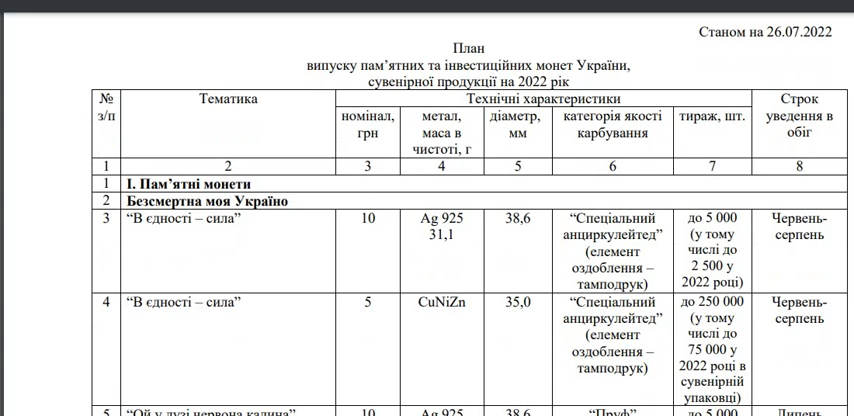 Станом на 26.07.2022
План
випуску пам’ятних та інвестиційних монет України,
сувенірної продукції на 2022 рік
№ з/п
Тематика
Технічні характеристики
Строк уведення в обіг
номінал, грн
метал, маса в чистоті, г
діаметр, мм
категорія якості карбування
тираж, шт.
1 2 3 4 5 6 7 8
1 І. Пам’ятні монети
2 Безсмертна моя Україно
3 “В єдності – сила” 10 Ag 925 38,6 “Спеціальний до 5 000 Червень-
31,1 анциркулейтед” (у тому серпень
(елемент числі до
оздоблення – 2 500 у
тамподрук) 2022 році)
4 “В єдності – сила” 5 CuNiZn 35,0 “Спеціальний до 250 000 Червень-
анциркулейтед” (у тому серпень
(елемент числі до
оздоблення – 75 000 у
тамподрук) 2022 році в
сувенірній
упаковці)
5 “Ой у лузі червона калина” 10 Ag 925 38,6 “Пруф” до 5 000 Липень